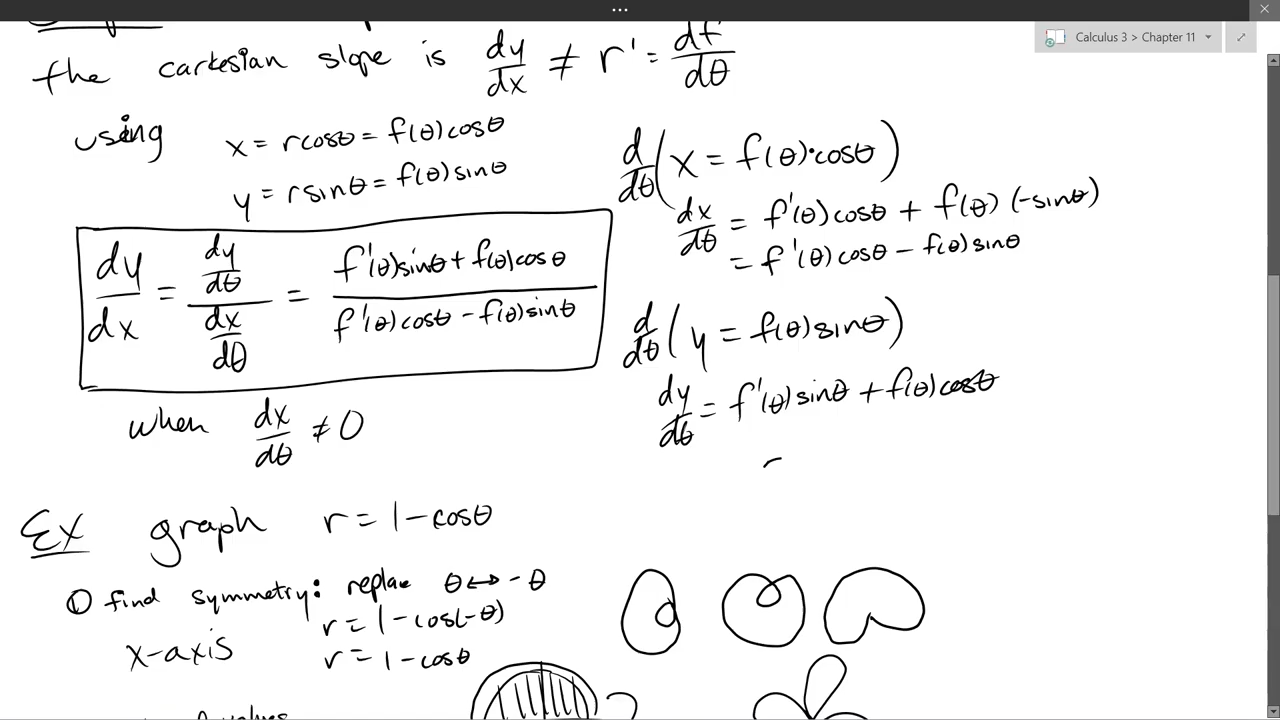 Calculus 3 > Chapter 11
the cartesian slope is dy/dx ≠ r' = df/dθ
using
x = rcosθ = f(θ)cosθ
y = rsinθ = f(θ)sinθ
dy/dx = (dy/dθ)/(dx/dθ) = (f'(θ)sinθ + f(θ)cosθ)/(f'(θ)cosθ - f(θ)sinθ)
when dx/dθ ≠ 0
d/dθ (x = f(θ)·cosθ)
dx/dθ = f'(θ)cosθ + f(θ)(-sinθ)
= f'(θ)cosθ - f(θ)sinθ
d/dθ (y = f(θ)sinθ)
dy/dθ = f'(θ)sinθ + f(θ)cosθ
Ex graph r = 1-cosθ
① find symmetry: replace θ ↔ -θ
r = 1-cos(-θ)
x-axis r = 1-cosθ
values